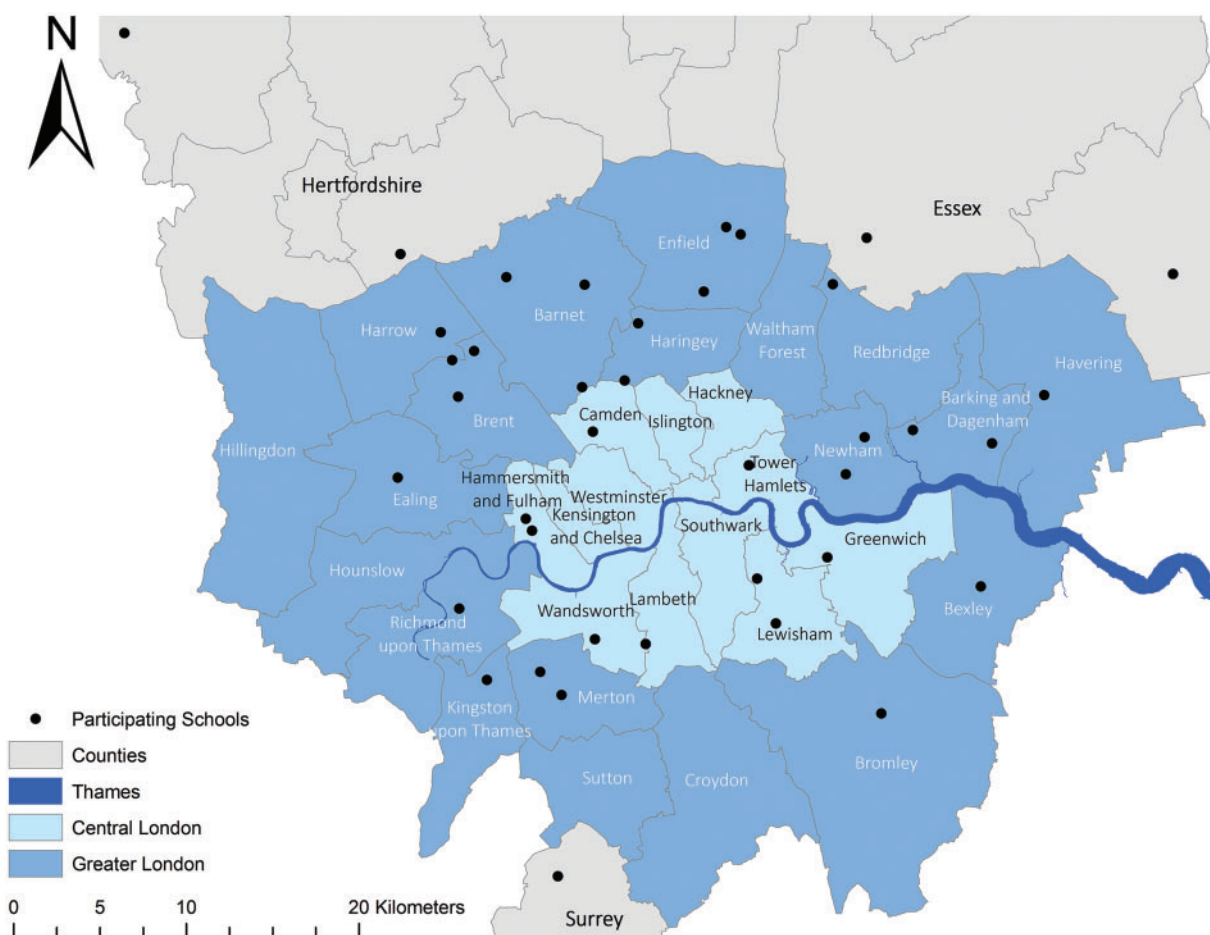 N
Hertfordshire
Essex
Enfield
Barnet
Harrow
Haringey
Waltham
Forest
Redbridge
Havering
Hackney
Barking and
Dagenham
Camden
Islington
Brent
Hillingdon
Newham
Tower
Hamlets
Hammersmith
and Fulham
Ealing
Westminster
Kensington
and Chelsea
Southwark
Greenwich
Hounslow
Wandsworth
Lambeth
Bexley
Richmond
upon Thames
Lewisham
Kingston
upon Thames
Merton
Bromley
Sutton
Croydon
Surrey
Participating Schools
Counties
Thames
Central London
Greater London
0 5 10 20 Kilometers